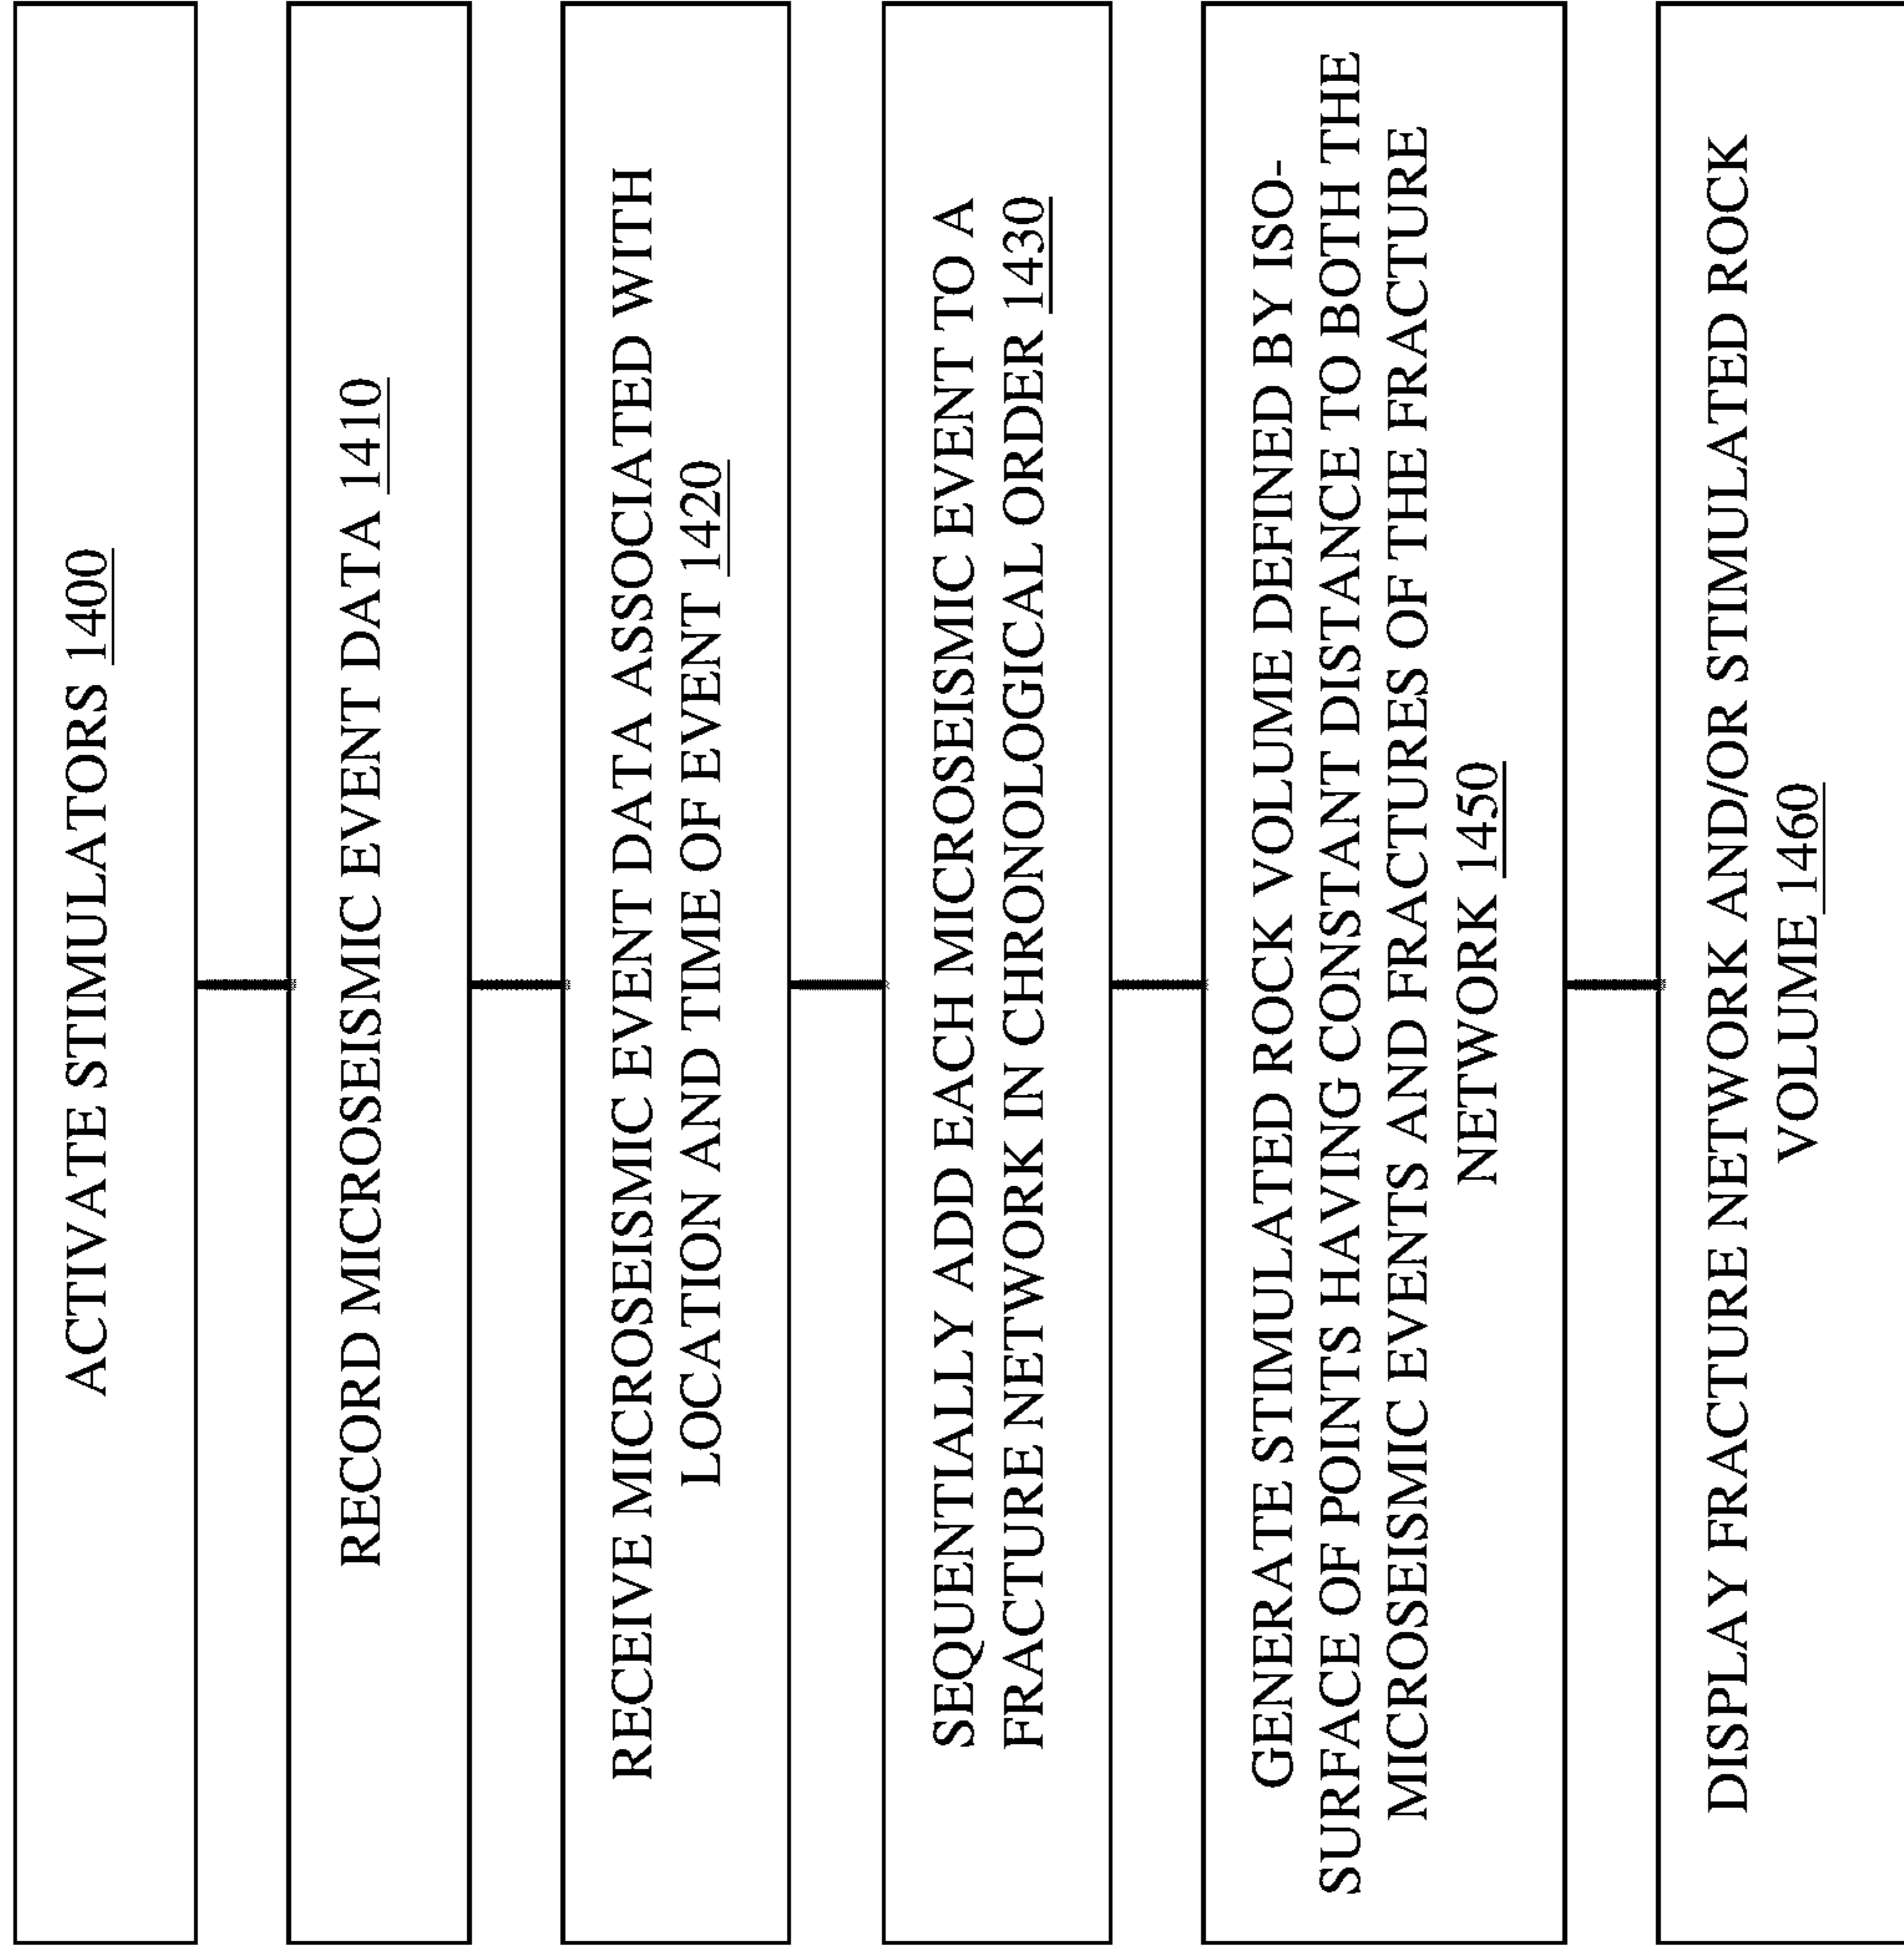 ACTIVATE STIMULATORS 1400
RECORD MICROSEISMIC EVENT DATA 1410
RECEIVE MICROSEISMIC EVENT DATA ASSOCIATED WITH
LOCATION AND TIME OF EVENT 1420
SEQUENTIALLY ADD EACH MICROSEISMIC EVENT TO A
FRACTURE NETWORK IN CHRONOLOGICAL ORDER 1430
GENERATE STIMULATED ROCK VOLUME DEFINED BY ISO-
SURFACE OF POINTS HAVING CONSTANT DISTANCE TO BOTH THE
MICROSEISMIC EVENTS AND FRACTURES OF THE FRACTURE
NETWORK 1450
DISPLAY FRACTURE NETWORK AND/OR STIMULATED ROCK
VOLUME 1460